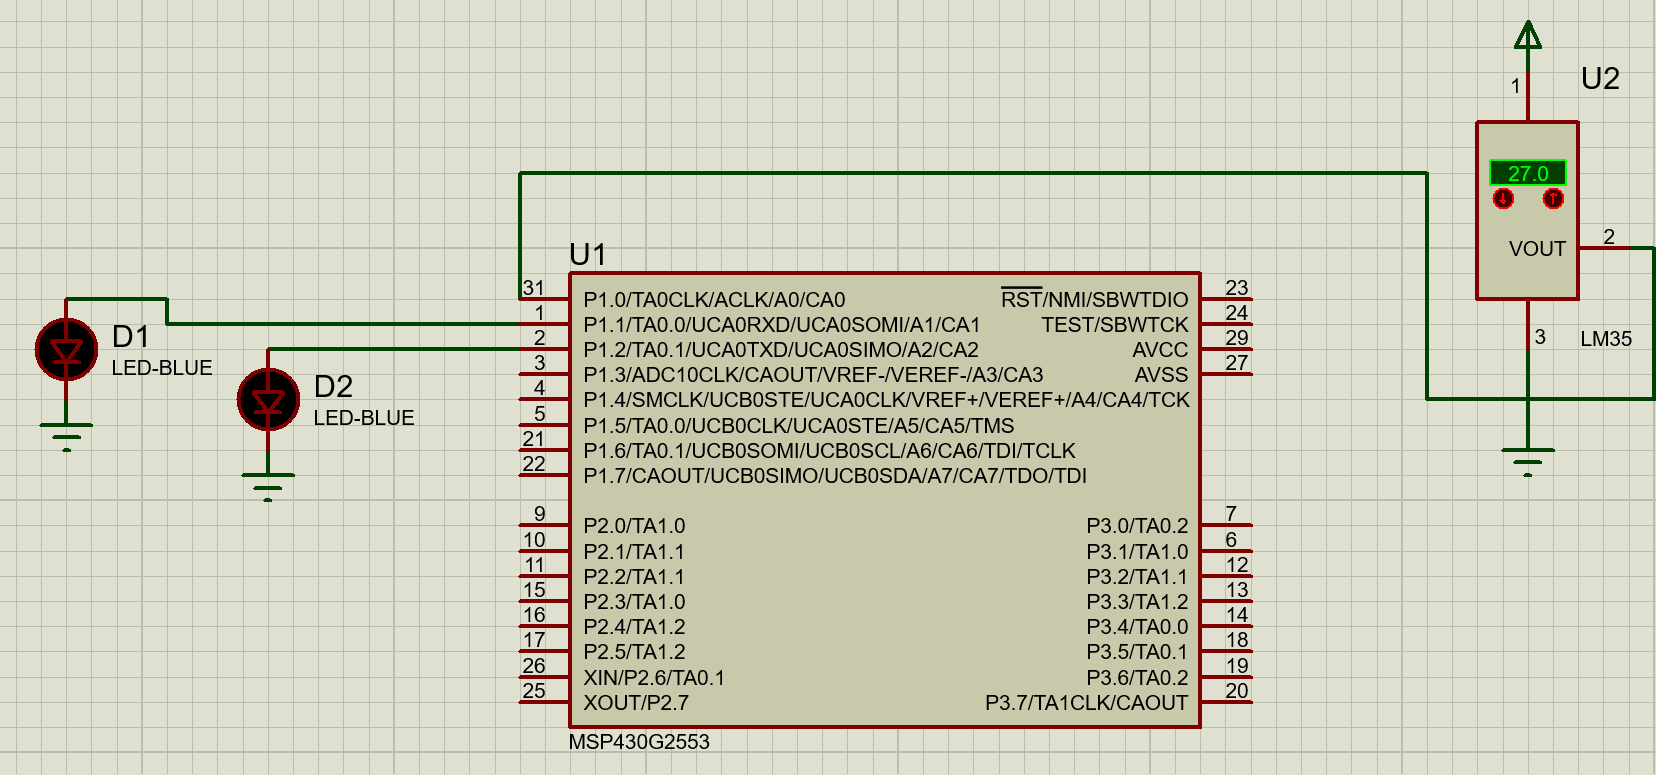 U2
1
27.0
VOUT
2
3
LM35
U1
31
P1.0/TA0CLK/ACLK/A0/CA0
1
P1.1/TA0.0/UCA0RXD/UCA0SOMI/A1/CA1
2
P1.2/TA0.1/UCA0TXD/UCA0SIMO/A2/CA2
3
P1.3/ADC10CLK/CAOUT/VREF-/VEREF-/A3/CA3
4
P1.4/SMCLK/UCB0STE/UCA0CLK/VREF+/VEREF+/A4/CA4/TCK
5
P1.5/TA0.0/UCB0CLK/UCA0STE/A5/CA5/TMS
21
P1.6/TA0.1/UCB0SOMI/UCB0SCL/A6/CA6/TDI/TCLK
22
P1.7/CAOUT/UCB0SIMO/UCB0SDA/A7/CA7/TDO/TDI
9
P2.0/TA1.0
10
P2.1/TA1.1
11
P2.2/TA1.1
15
P2.3/TA1.0
16
P2.4/TA1.2
17
P2.5/TA1.2
26
XIN/P2.6/TA0.1
25
XOUT/P2.7
23
RST/NMI/SBWTDIO
24
TEST/SBWTCK
29
AVCC
27
AVSS
7
P3.0/TA0.2
6
P3.1/TA1.0
12
P3.2/TA1.1
13
P3.3/TA1.2
14
P3.4/TA0.0
18
P3.5/TA0.1
19
P3.6/TA0.2
20
P3.7/TA1CLK/CAOUT
MSP430G2553
D1
LED-BLUE
D2
LED-BLUE